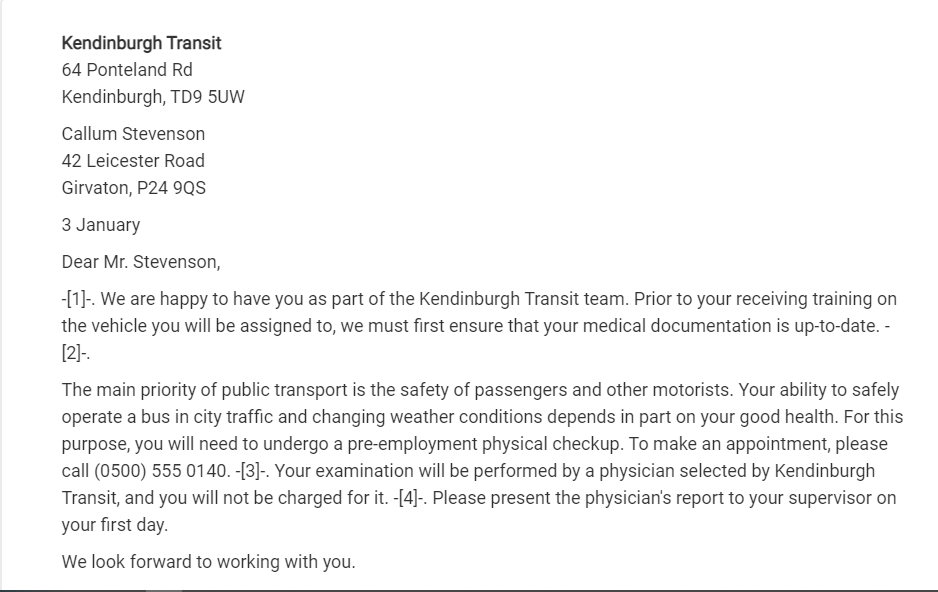 Kendinburgh Transit
64 Ponteland Rd
Kendinburgh, TD9 5UW
Callum Stevenson
42 Leicester Road
Girvaton, P24 9QS
3 January
Dear Mr. Stevenson,
-[1]-. We are happy to have you as part of the Kendinburgh Transit team. Prior to your receiving training on
the vehicle you will be assigned to, we must first ensure that your medical documentation is up-to-date. -
[2]-.
The main priority of public transport is the safety of passengers and other motorists. Your ability to safely
operate a bus in city traffic and changing weather conditions depends in part on your good health. For this
purpose, you will need to undergo a pre-employment physical checkup. To make an appointment, please
call (0500) 555 0140. -[3]-. Your examination will be performed by a physician selected by Kendinburgh
Transit, and you will not be charged for it. -[4]-. Please present the physician's report to your supervisor on
your first day.
We look forward to working with you.